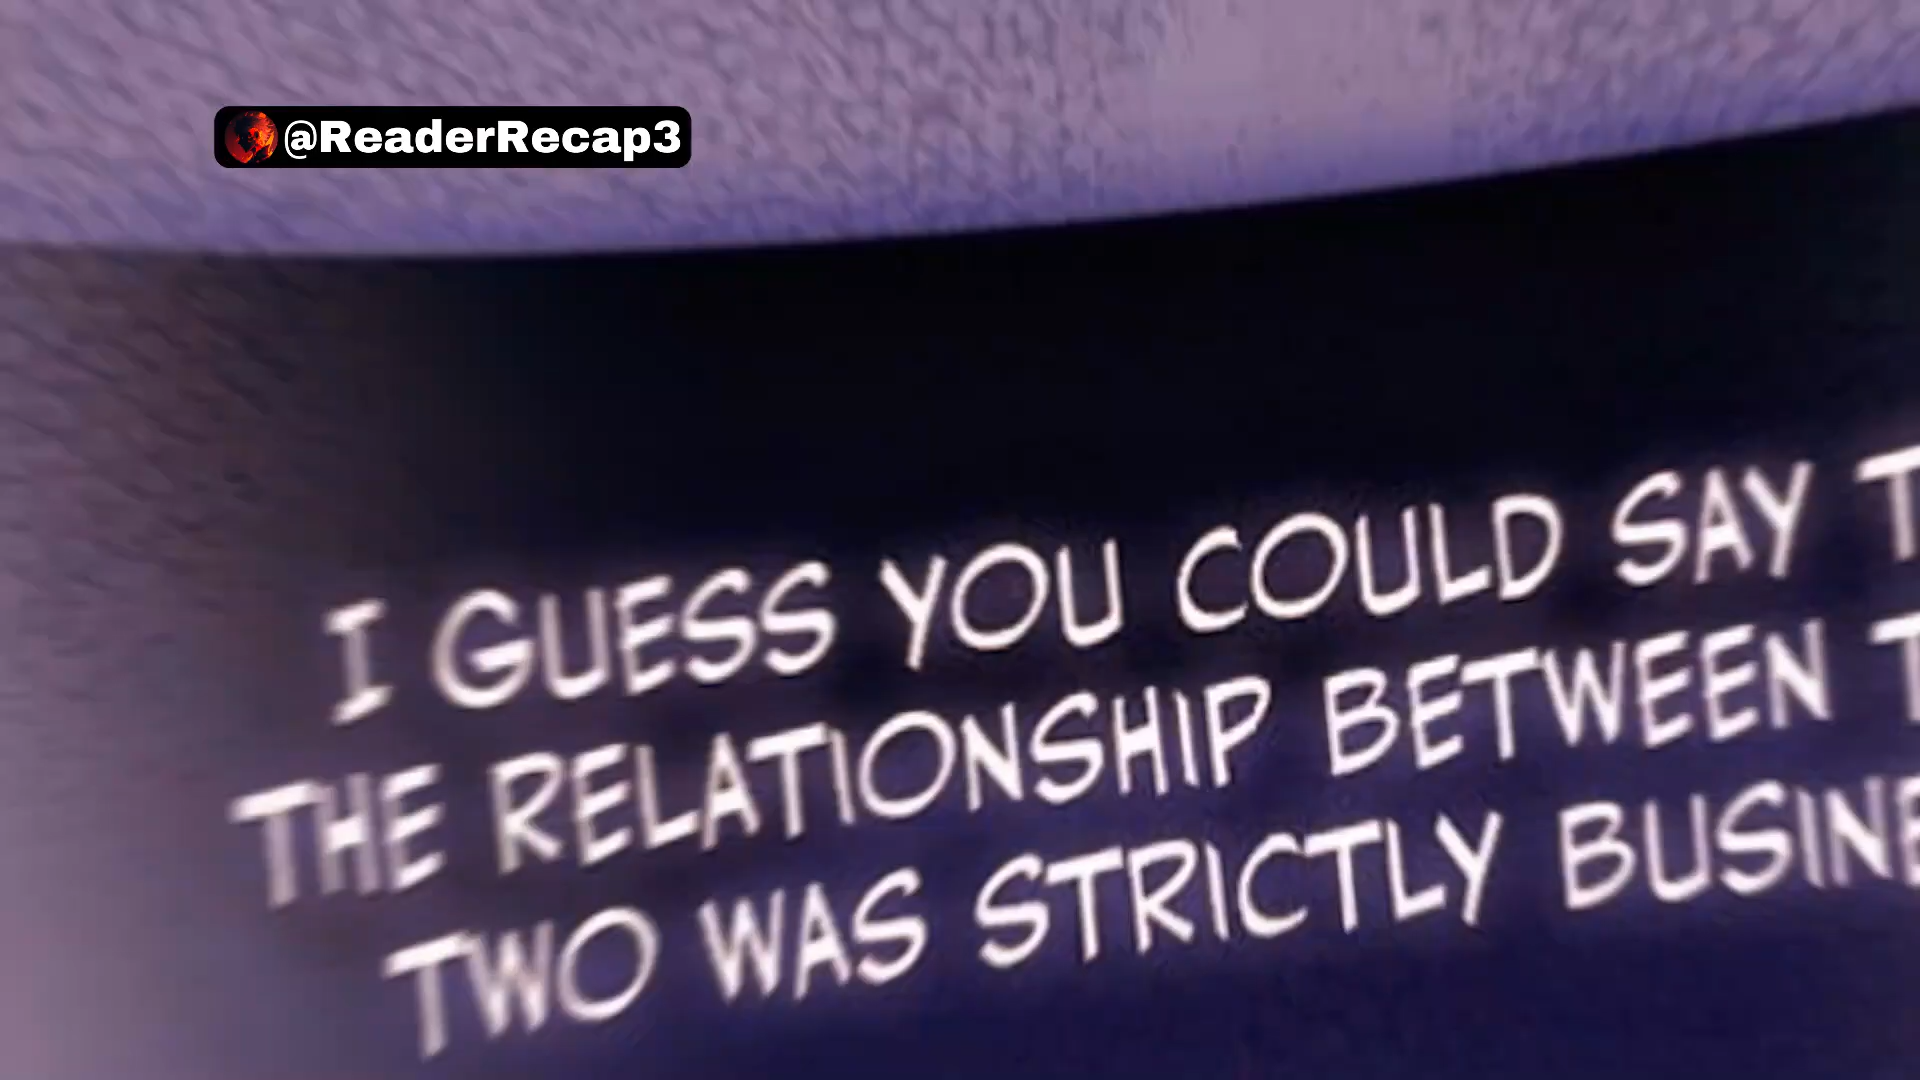 @ReaderRecap3
I GUESS YOU COULD SAY
THE RELATIONSHIP BETWEEN
TWO WAS STRICTLY